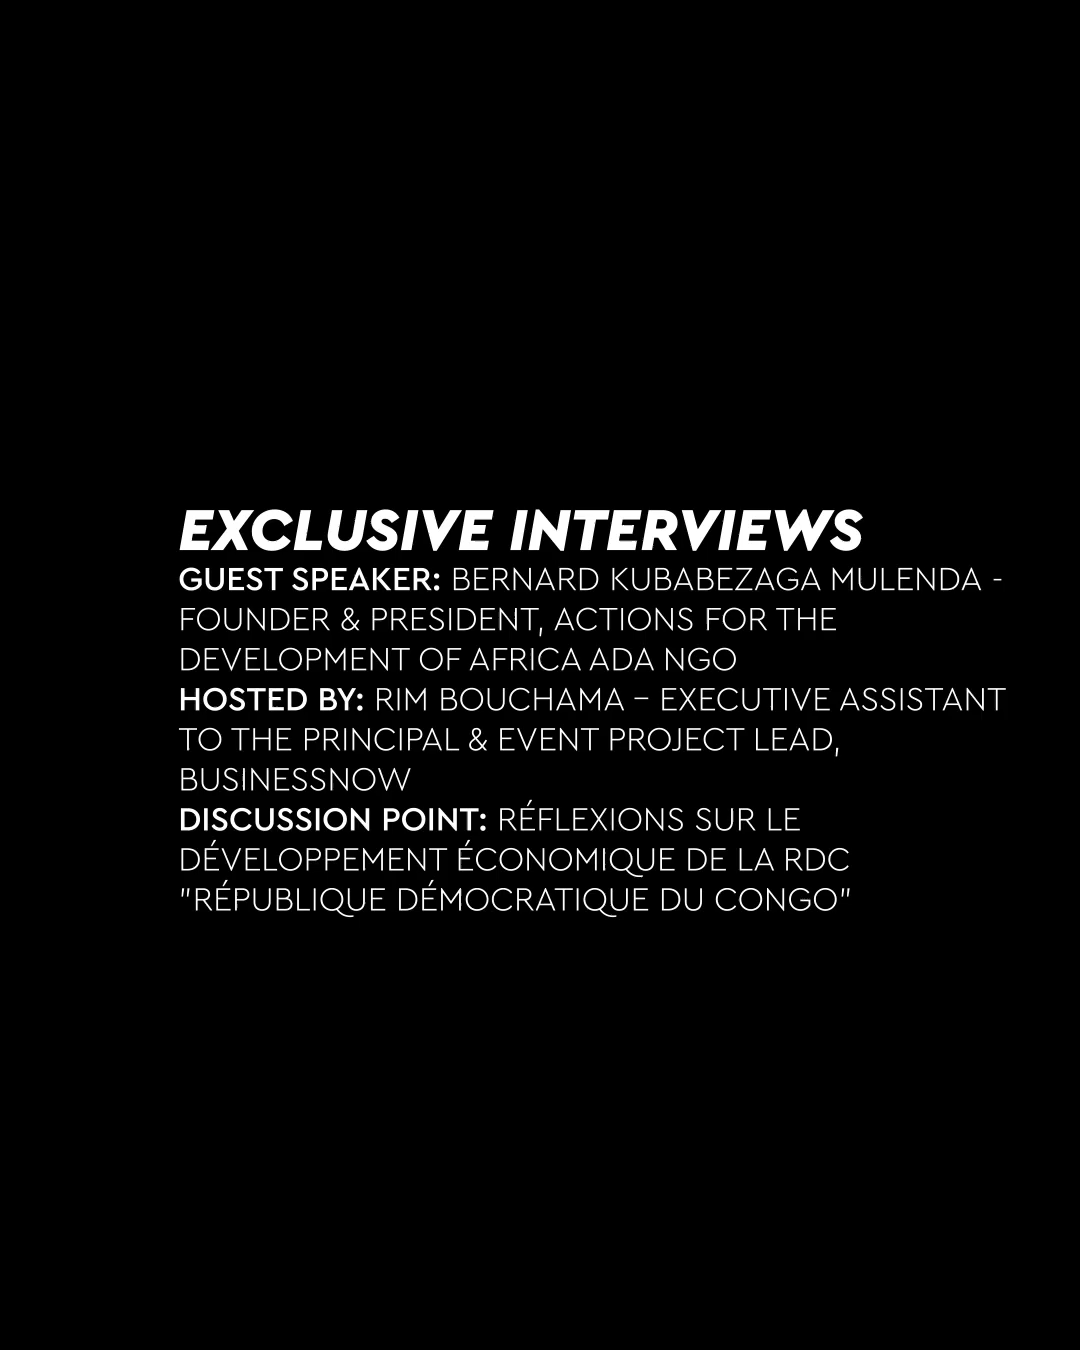 EXCLUSIVE INTERVIEWS
GUEST SPEAKER: BERNARD KUBABEZAGA MULENDA -
FOUNDER & PRESIDENT, ACTIONS FOR THE
DEVELOPMENT OF AFRICA ADA NGO
HOSTED BY: RIM BOUCHAMA – EXECUTIVE ASSISTANT
TO THE PRINCIPAL & EVENT PROJECT LEAD,
BUSINESSNOW
DISCUSSION POINT: RÉFLEXIONS SUR LE
DÉVELOPPEMENT ÉCONOMIQUE DE LA RDC
"RÉPUBLIQUE DÉMOCRATIQUE DU CONGO"